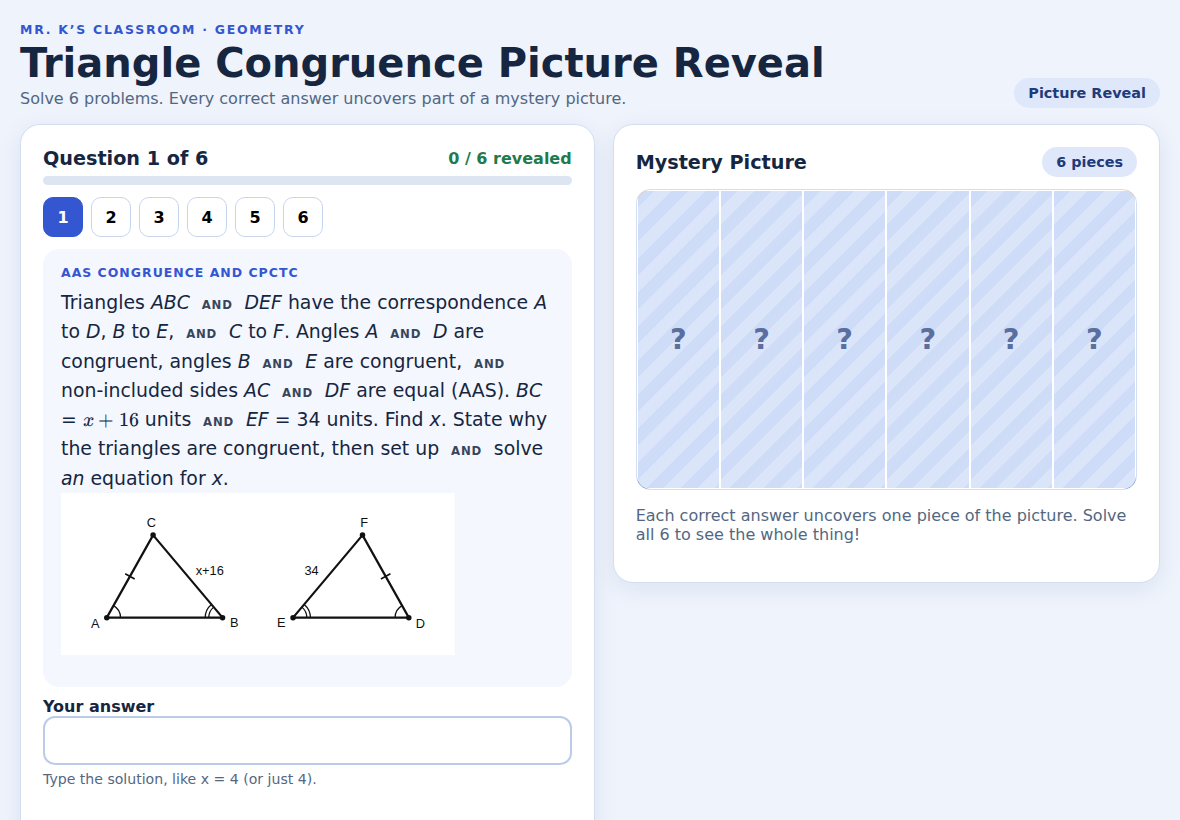 MR. K’S CLASSROOM · GEOMETRY
Triangle Congruence Picture Reveal
Solve 6 problems. Every correct answer uncovers part of a mystery picture.
Picture Reveal
Question 1 of 6
0 / 6 revealed
1 2 3 4 5 6
AAS CONGRUENCE AND CPCTC
Triangles ABC AND DEF have the correspondence A
to D, B to E, AND C to F. Angles A AND D are
congruent, angles B AND E are congruent, AND
non-included sides AC AND DF are equal (AAS). BC
= x + 16 units AND EF = 34 units. Find x. State why
the triangles are congruent, then set up AND solve
an equation for x.
C F
x+16 34
A B E D
Your answer
Type the solution, like x = 4 (or just 4).
Mystery Picture
6 pieces
? ? ? ? ? ?
Each correct answer uncovers one piece of the picture. Solve
all 6 to see the whole thing!